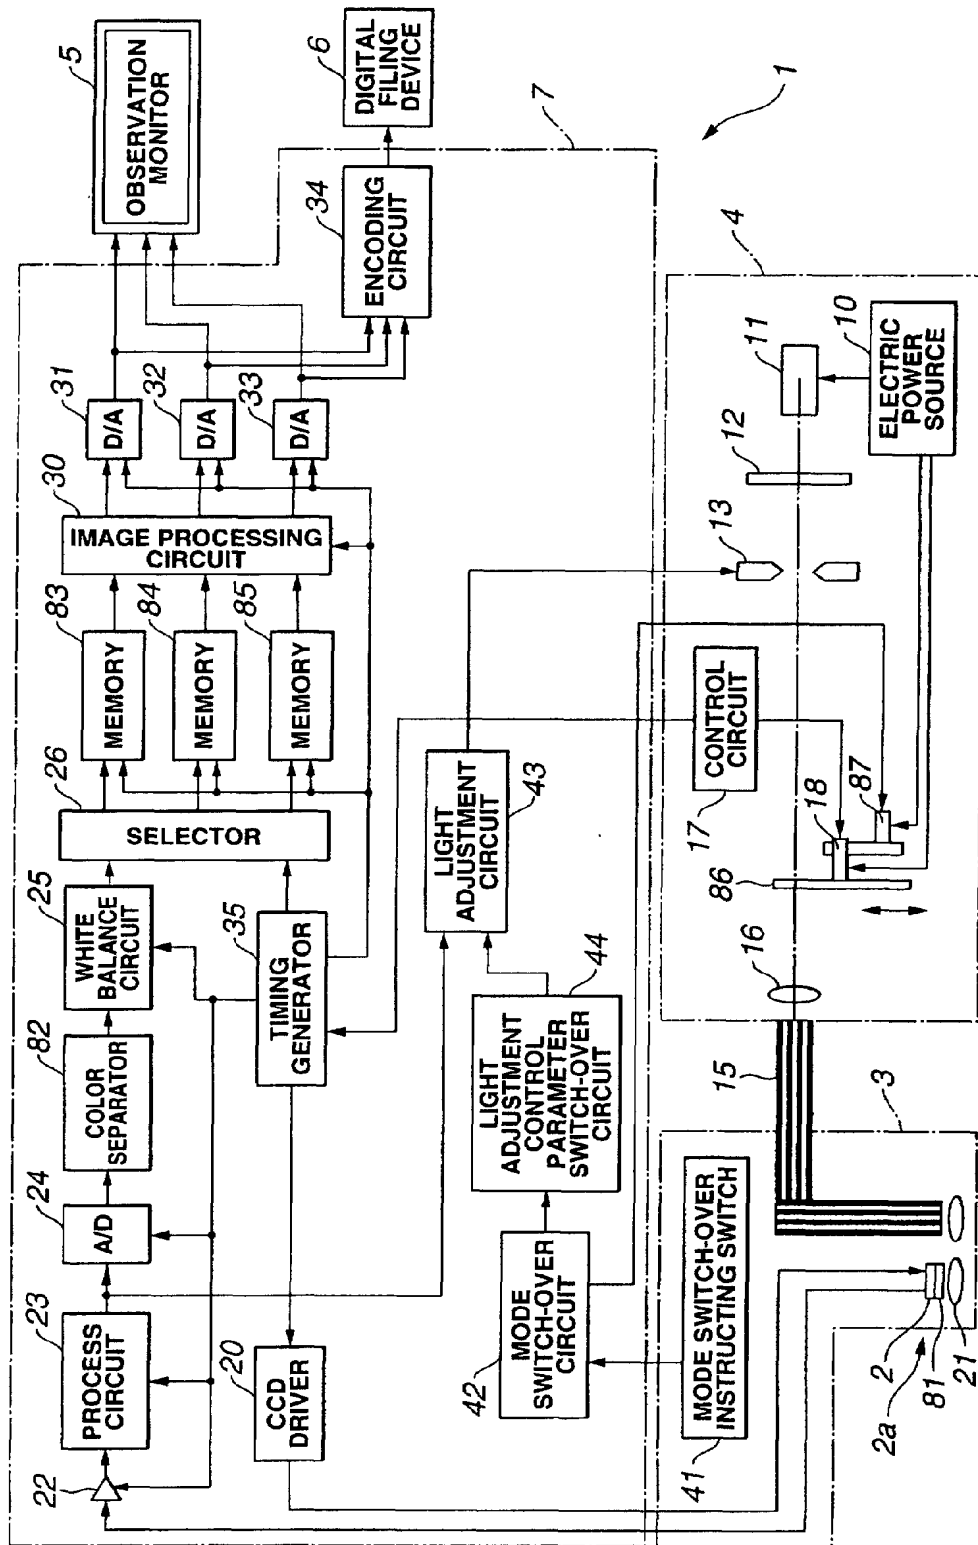 5
OBSERVATION
MONITOR
6
DIGITAL
FILING
DEVICE
7
1
34
ENCODING
CIRCUIT
31
D/A
32
D/A
33
D/A
30
IMAGE PROCESSING
CIRCUIT
83
MEMORY
84
MEMORY
85
MEMORY
26
SELECTOR
25
WHITE
BALANCE
CIRCUIT
35
TIMING
GENERATOR
82
COLOR
SEPARATOR
24
A/D
23
PROCESS
CIRCUIT
22
20
CCD
DRIVER
43
LIGHT
ADJUSTMENT
CIRCUIT
44
LIGHT
ADJUSTMENT
CONTROL
PARAMETER
SWITCH-OVER
CIRCUIT
42
MODE
SWITCH-OVER
CIRCUIT
41
MODE SWITCH-OVER
INSTRUCTING SWITCH
4
11
10
ELECTRIC
POWER
SOURCE
12
13
17
CONTROL
CIRCUIT
18
87
86
16
15
3
2
2a
81
21